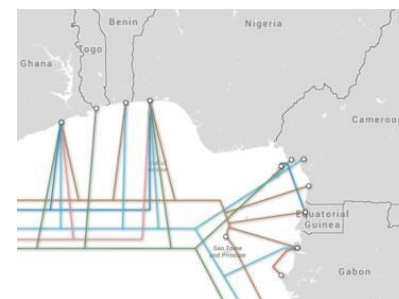 Benin
Nigeria
Togo
Ghana
Cameroon
Equatorial
Guinea
Sao Tome
and Principe
Gabon